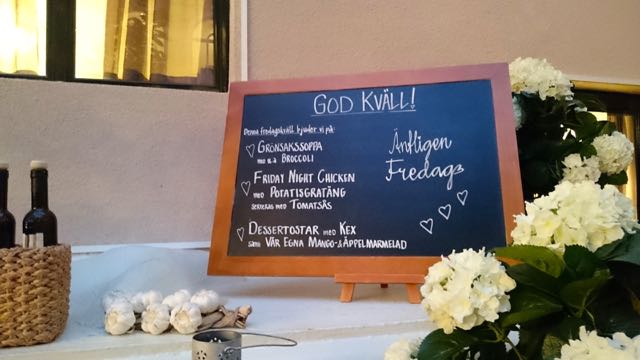 GOD KVÄLL!
Denna fredagskväll bjuder vi på:
GRÖNSAKSSOPPA
med bl.a BROCCOLI
FRIDAY NIGHT CHICKEN
med POTATISGRATÄNG
serveras med TOMATSÅS
DESSERTOSTAR med KEX
samt VÅR EGNA MANGO- & ÄPPELMARMELAD
Äntligen
Fredag